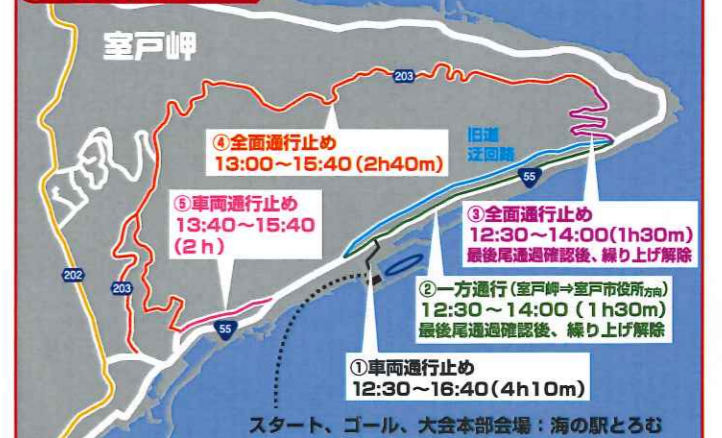 室戸岬
203
④全面通行止め
13:00～15:40(2h40m)
旧道
迂回路
55
⑤車両通行止め
13:40～15:40
(2h)
③全面通行止め
12:30～14:00(1h30m)
最後尾通過確認後、繰り上げ解除
202
203
55
②一方通行(室戸岬⇒室戸市役所方向)
12:30～14:00(1h30m)
最後尾通過確認後、繰り上げ解除
①車両通行止め
12:30～16:40(4h10m)
スタート、ゴール、大会本部会場：海の駅とろむ